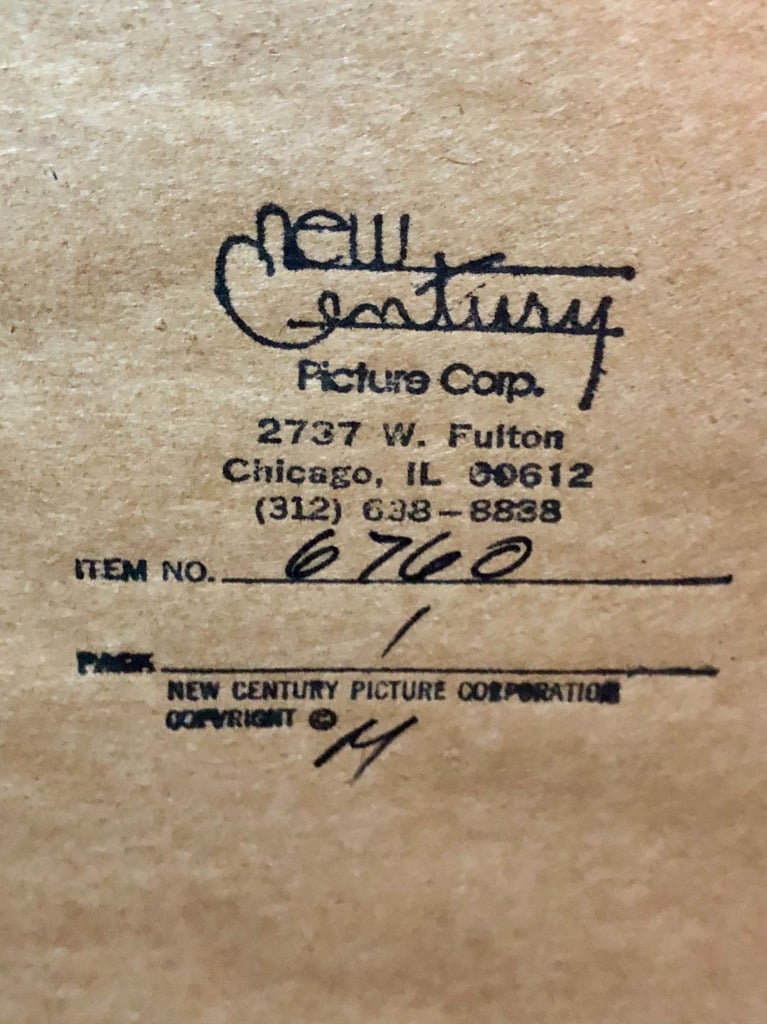 new
Century
Picture Corp.
2737 W. Fulton
Chicago, IL 60612
(312) 638-8838
ITEM NO. 6760
PACK 1
NEW CENTURY PICTURE CORPORATION
COPYRIGHT ©